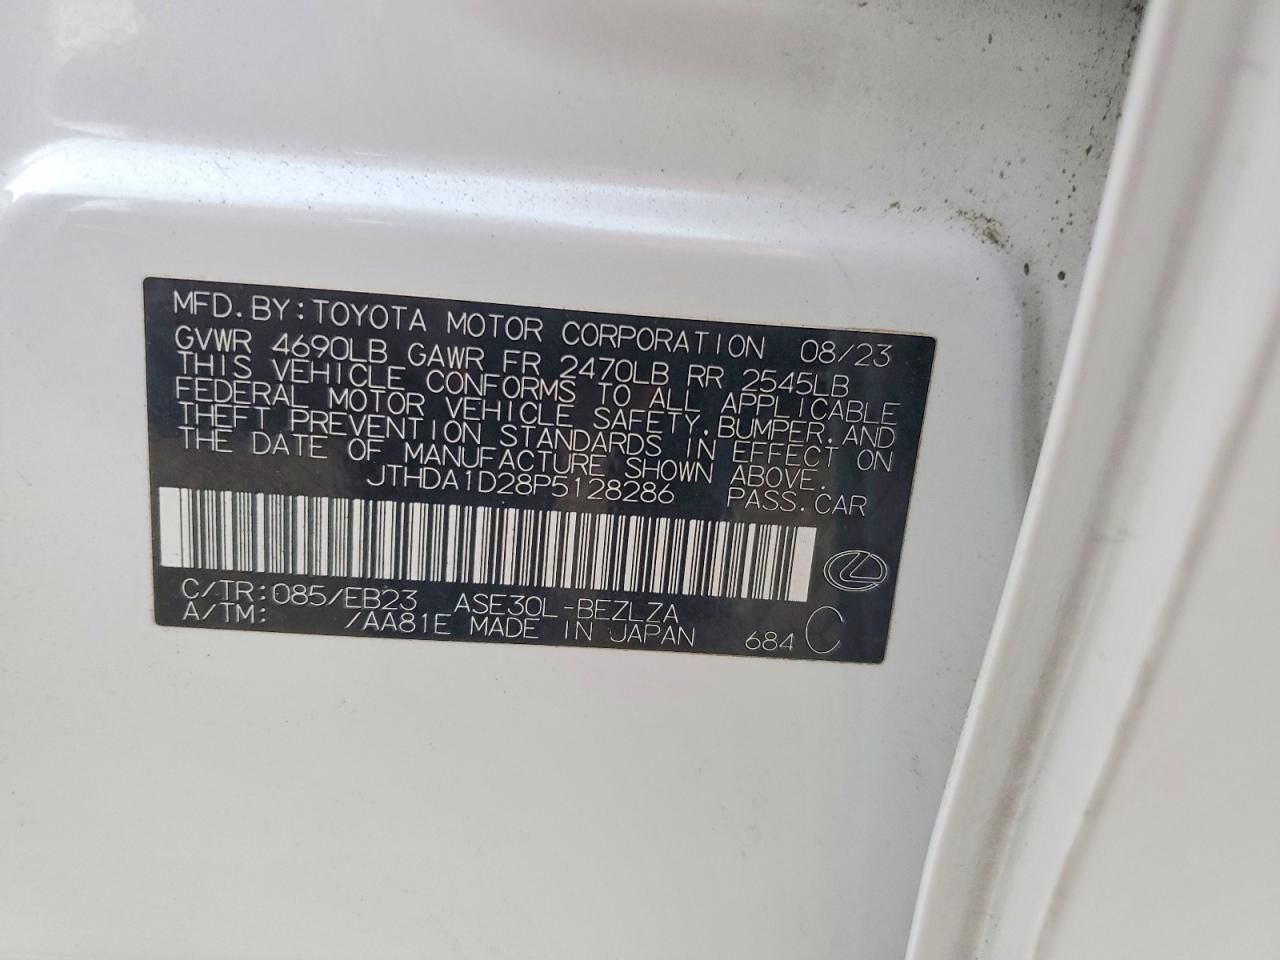 MFD. BY: TOYOTA MOTOR CORPORATION 08/23
GVWR 4690LB GAWR FR 2470LB RR 2545LB
THIS VEHICLE CONFORMS TO ALL APPLICABLE
FEDERAL MOTOR VEHICLE SAFETY, BUMPER, AND
THEFT PREVENTION STANDARDS IN EFFECT ON
THE DATE OF MANUFACTURE SHOWN ABOVE.
JTHDA1D28P5128286 PASS. CAR
C/TR: 085/EB23 ASE30L-BEZLZA
A/TM: /AA81E MADE IN JAPAN 684 C